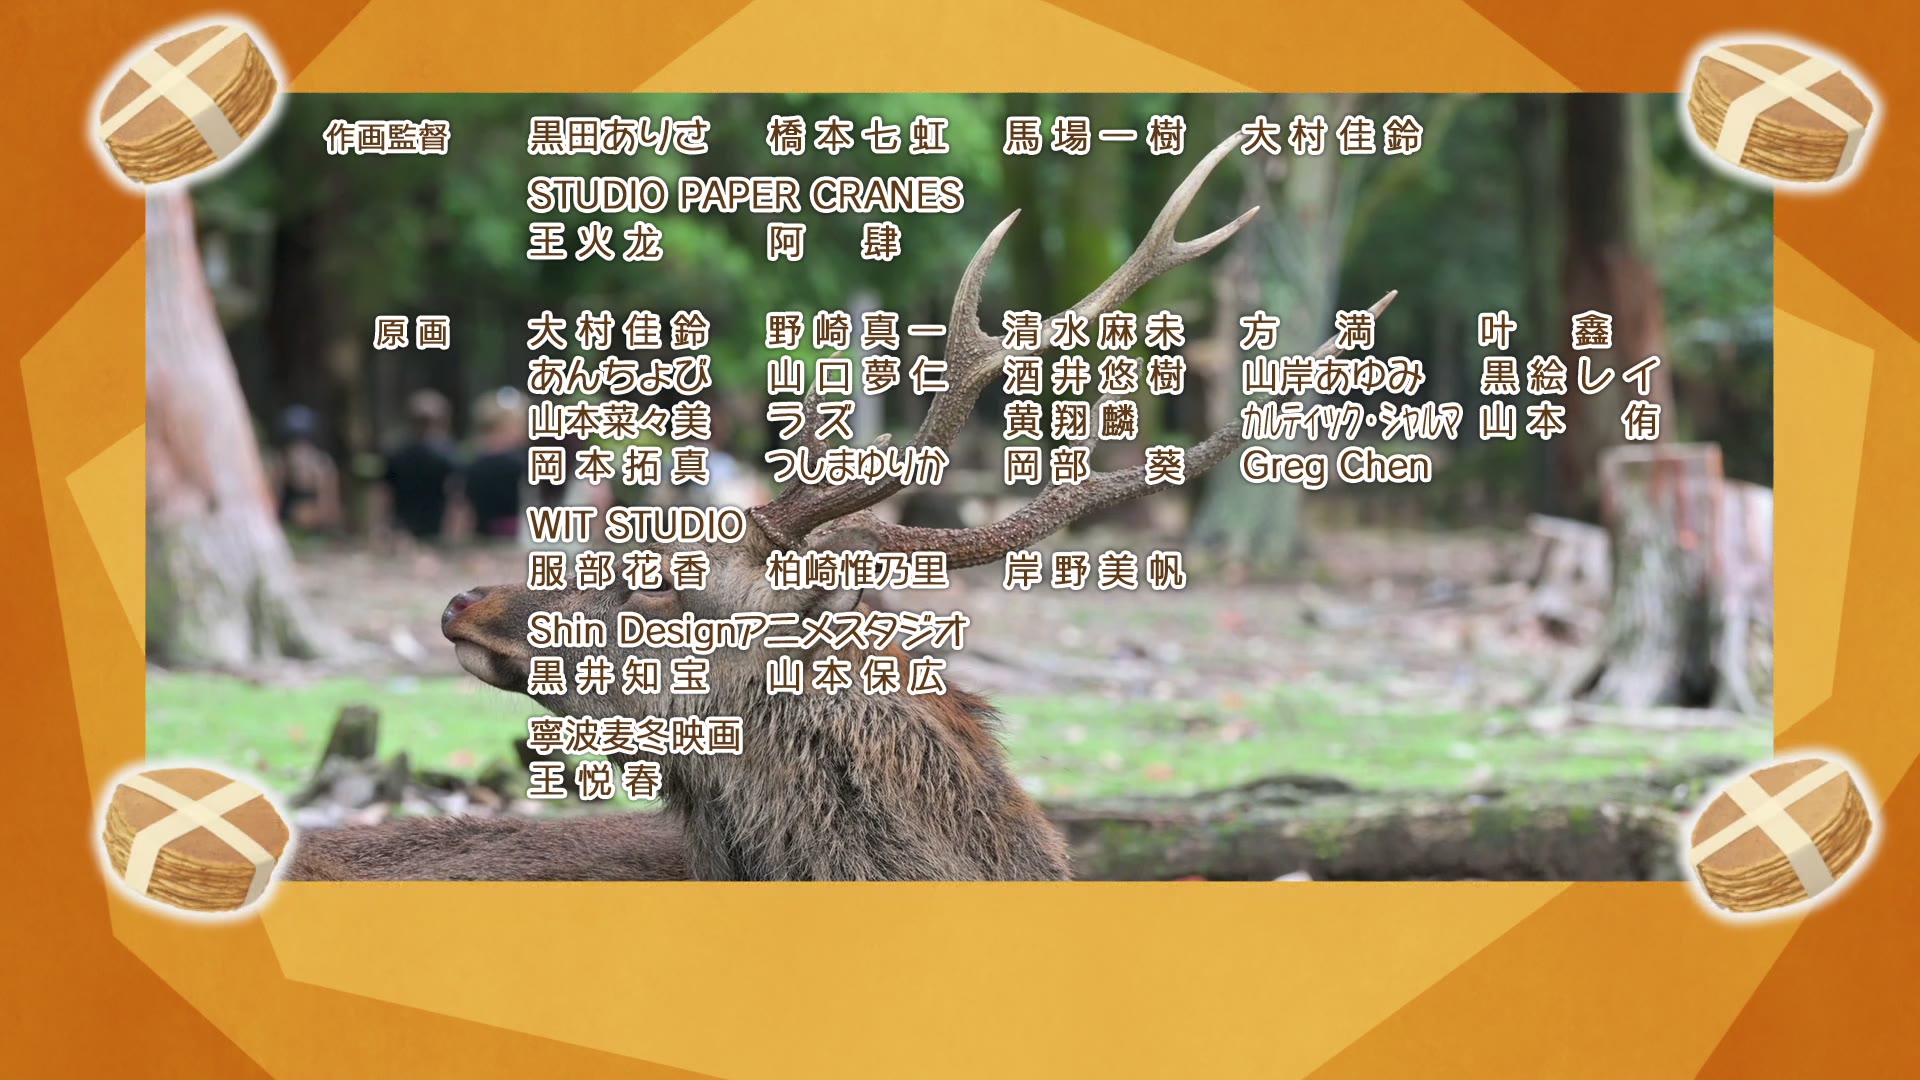 作画監督 黒田ありさ 橋本七虹 馬場一樹 大村佳鈴
STUDIO PAPER CRANES
王火龙 阿肆
原画 大村佳鈴 野崎真一 清水麻未 方満 叶鑫
あんちょび 山口夢仁 酒井悠樹 山岸あゆみ 黒絵レイ
山本菜々美 ラズ 黄翔麟 カルティック・シャルマ 山本侑
岡本拓真 つしまゆりか 岡部葵 Greg Chen
WIT STUDIO
服部花香 柏崎惟乃里 岸野美帆
Shin Designアニメスタジオ
黒井知宝 山本保広
寧波麦冬映画
王悦春